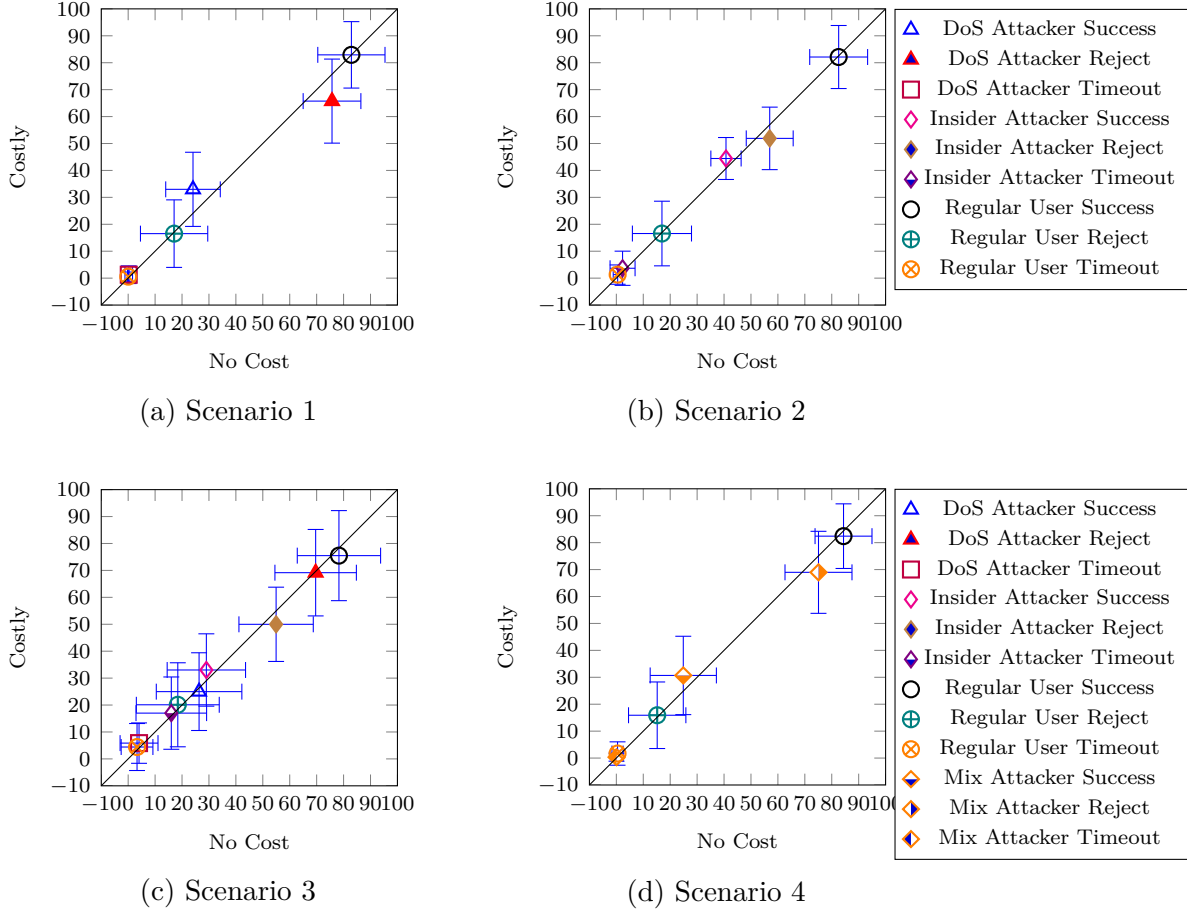 100
90
80
70
60
50
40
30
20
10
0
−10
Costly
−100 10 20 30 40 50 60 70 80 90 100
No Cost
(a) Scenario 1
100
90
80
70
60
50
40
30
20
10
0
−10
Costly
−100 10 20 30 40 50 60 70 80 90 100
No Cost
(b) Scenario 2
DoS Attacker Success
DoS Attacker Reject
DoS Attacker Timeout
Insider Attacker Success
Insider Attacker Reject
Insider Attacker Timeout
Regular User Success
Regular User Reject
Regular User Timeout
100
90
80
70
60
50
40
30
20
10
0
−10
Costly
−100 10 20 30 40 50 60 70 80 90 100
No Cost
(c) Scenario 3
100
90
80
70
60
50
40
30
20
10
0
−10
Costly
−100 10 20 30 40 50 60 70 80 90 100
No Cost
(d) Scenario 4
DoS Attacker Success
DoS Attacker Reject
DoS Attacker Timeout
Insider Attacker Success
Insider Attacker Reject
Insider Attacker Timeout
Regular User Success
Regular User Reject
Regular User Timeout
Mix Attacker Success
Mix Attacker Reject
Mix Attacker Timeout